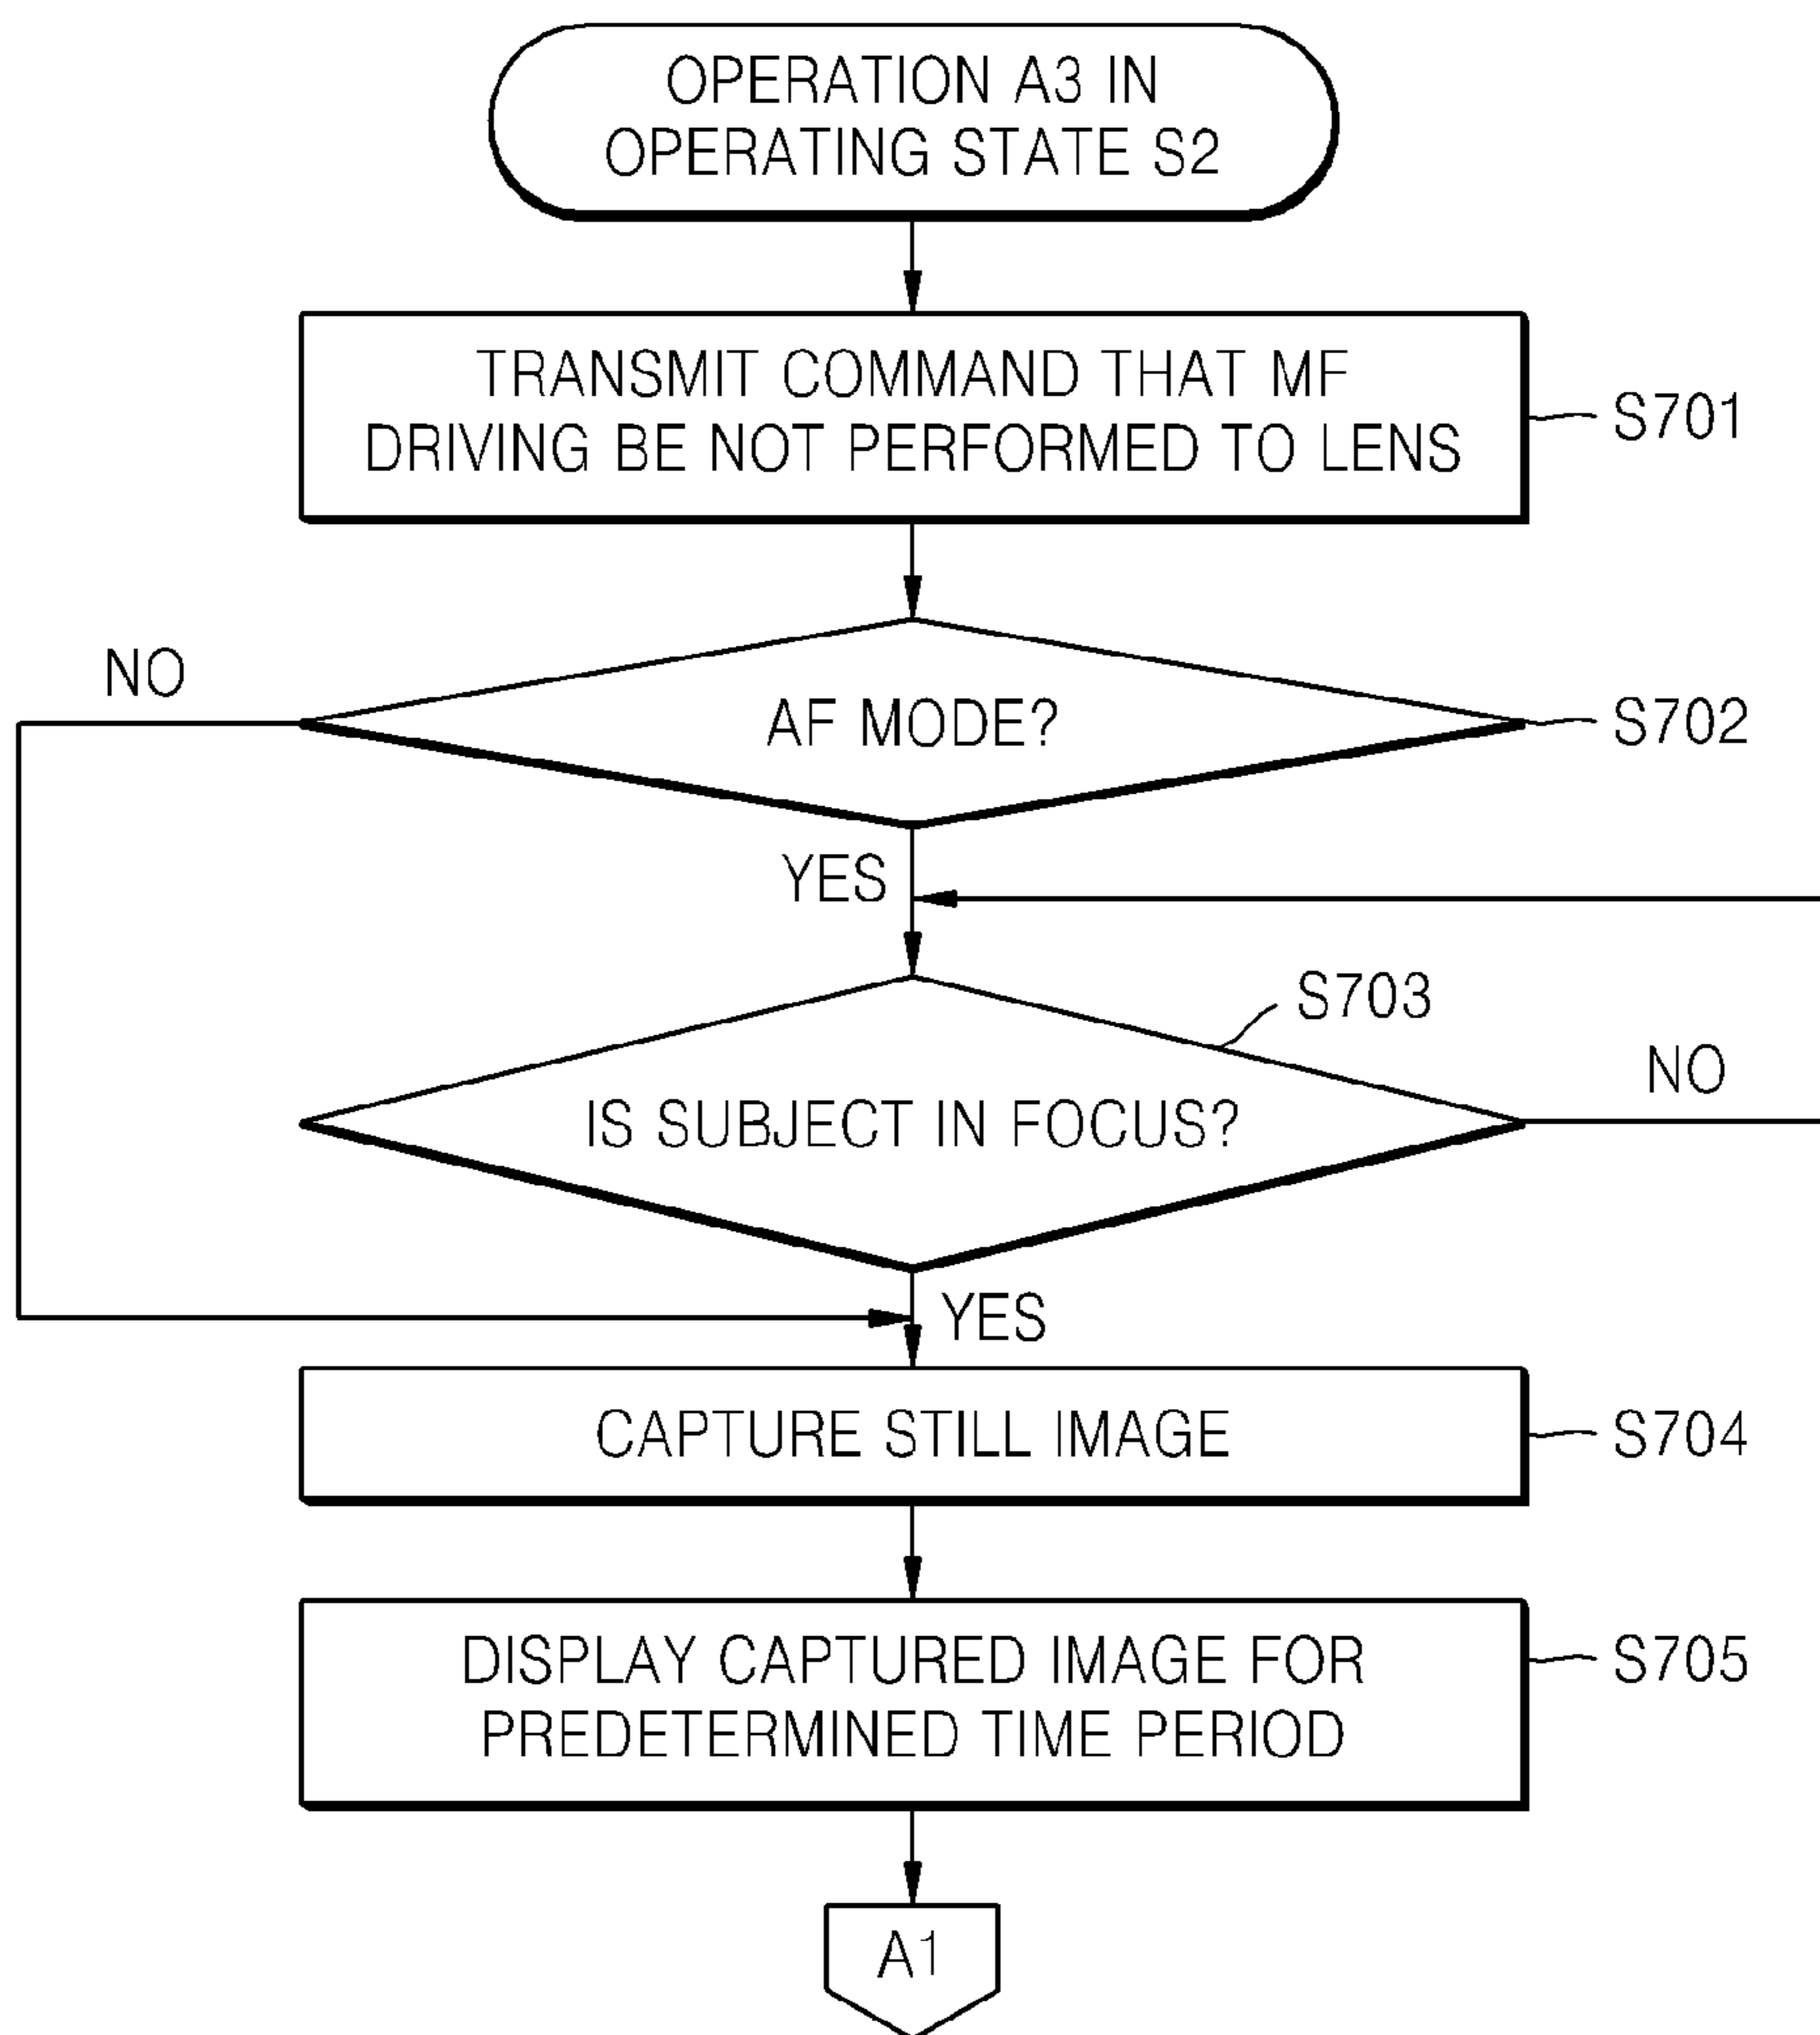 OPERATION A3 IN
OPERATING STATE S2
TRANSMIT COMMAND THAT MF
DRIVING BE NOT PERFORMED TO LENS
S701
NO
AF MODE?
S702
YES
S703
NO
IS SUBJECT IN FOCUS?
YES
CAPTURE STILL IMAGE
S704
DISPLAY CAPTURED IMAGE FOR
PREDETERMINED TIME PERIOD
S705
A1